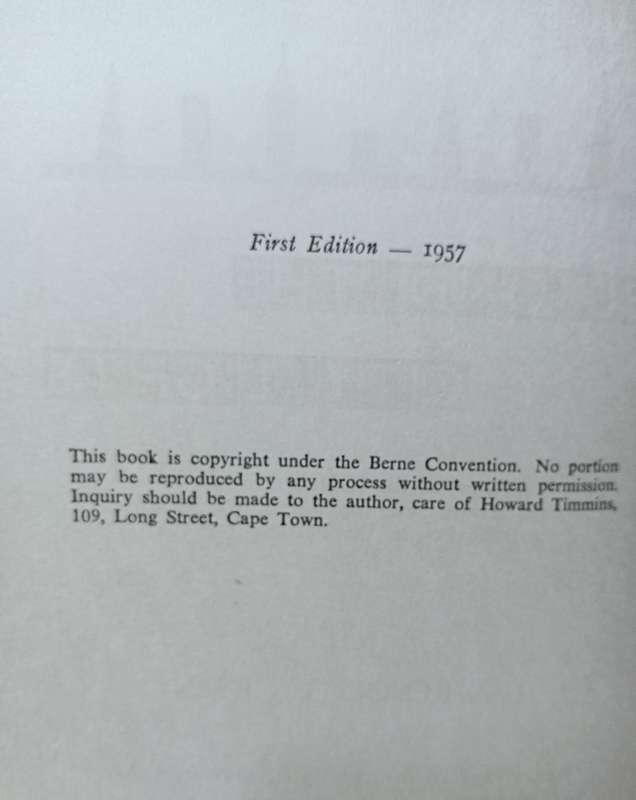 First Edition — 1957
This book is copyright under the Berne Convention. No portion
may be reproduced by any process without written permission.
Inquiry should be made to the author, care of Howard Timmins,
109, Long Street, Cape Town.